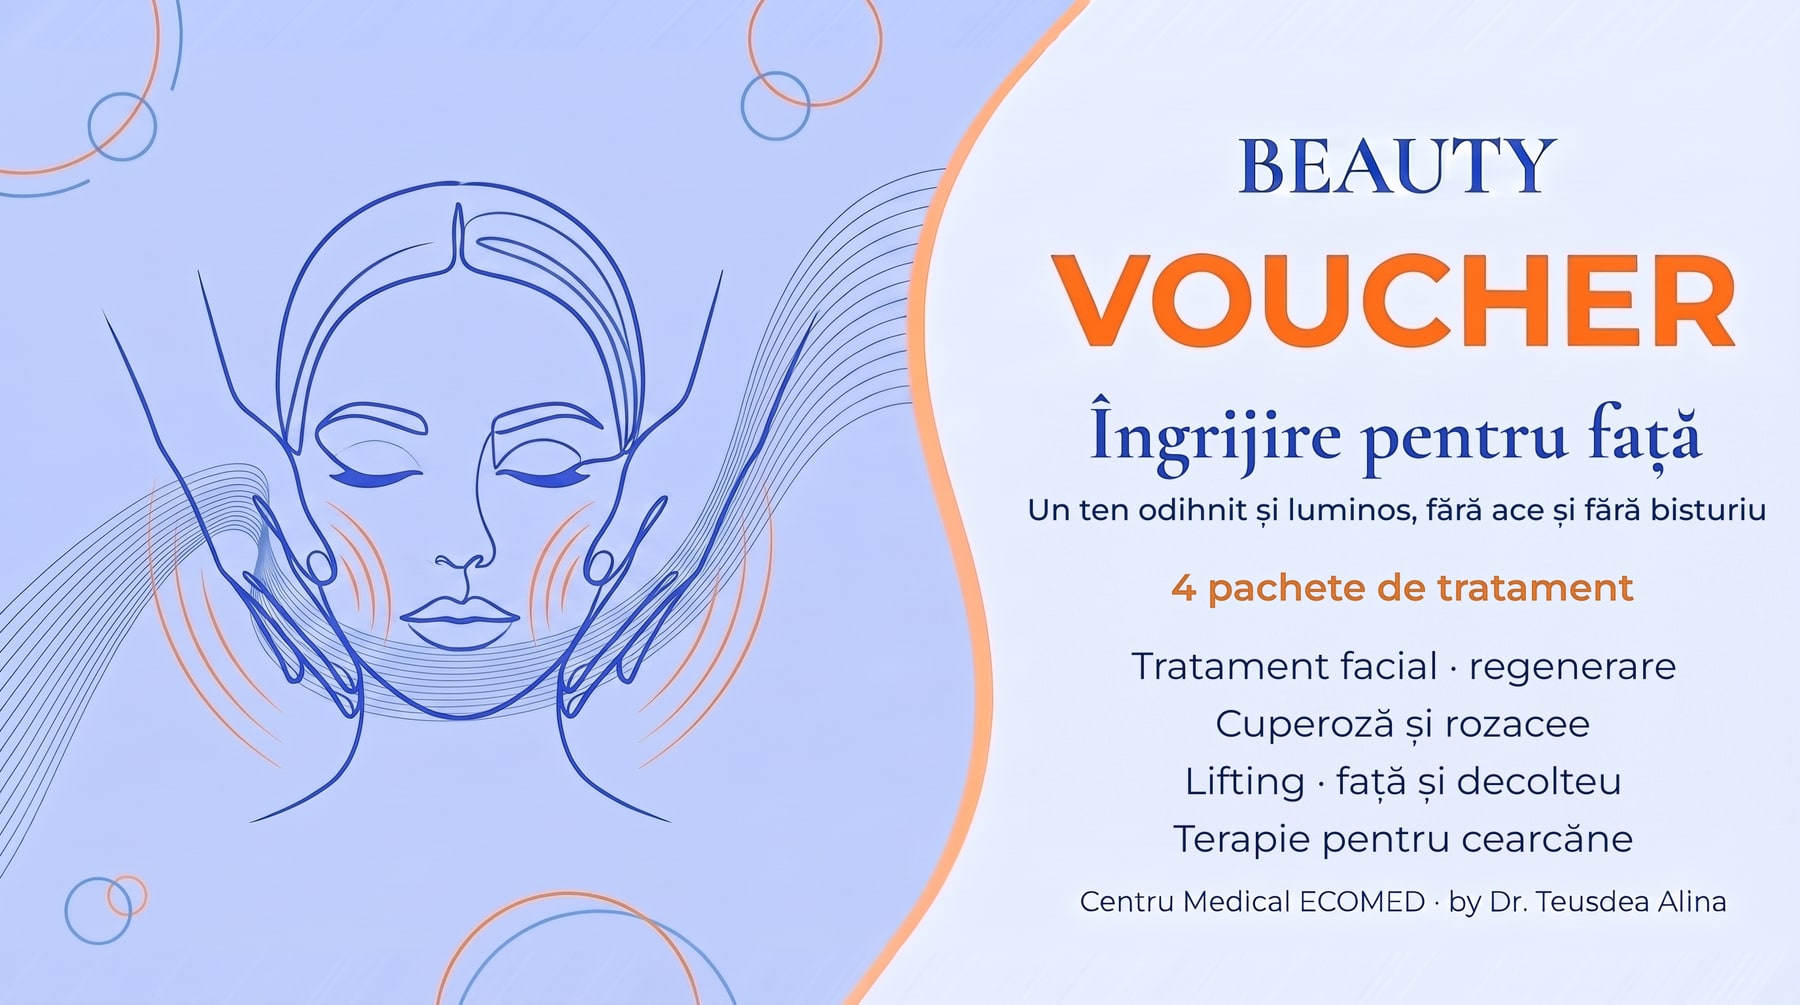 BEAUTY
VOUCHER
Îngrijire pentru față
Un ten odihnit și luminos, fără ace și fără bisturiu
4 pachete de tratament
Tratament facial · regenerare
Cuperoză și rozacee
Lifting · față și decolteu
Terapie pentru cearcăne
Centru Medical ECOMED · by Dr. Teusdea Alina